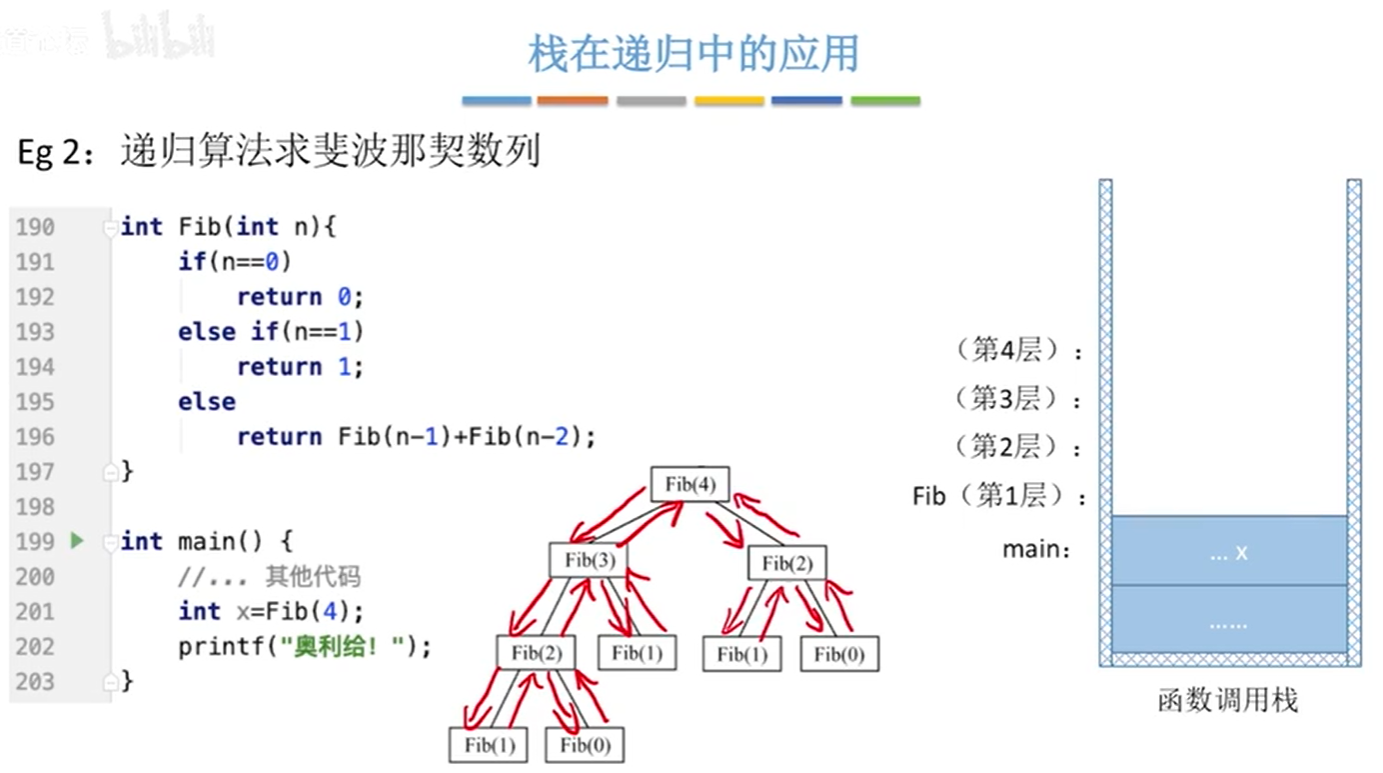 bilibili
栈在递归中的应用
Eg 2：递归算法求斐波那契数列
190 int Fib(int n){
191 if(n==0)
192 return 0;
193 else if(n==1)
194 return 1;
195 else
196 return Fib(n-1)+Fib(n-2);
197 }
198
199 int main() {
200 //... 其他代码
201 int x=Fib(4);
202 printf("奥利给！");
203 }
Fib(4)
Fib(3) Fib(2)
Fib(2) Fib(1) Fib(1) Fib(0)
Fib(1) Fib(0)
（第4层）：
（第3层）：
（第2层）：
Fib（第1层）：
main： ... x
......
函数调用栈